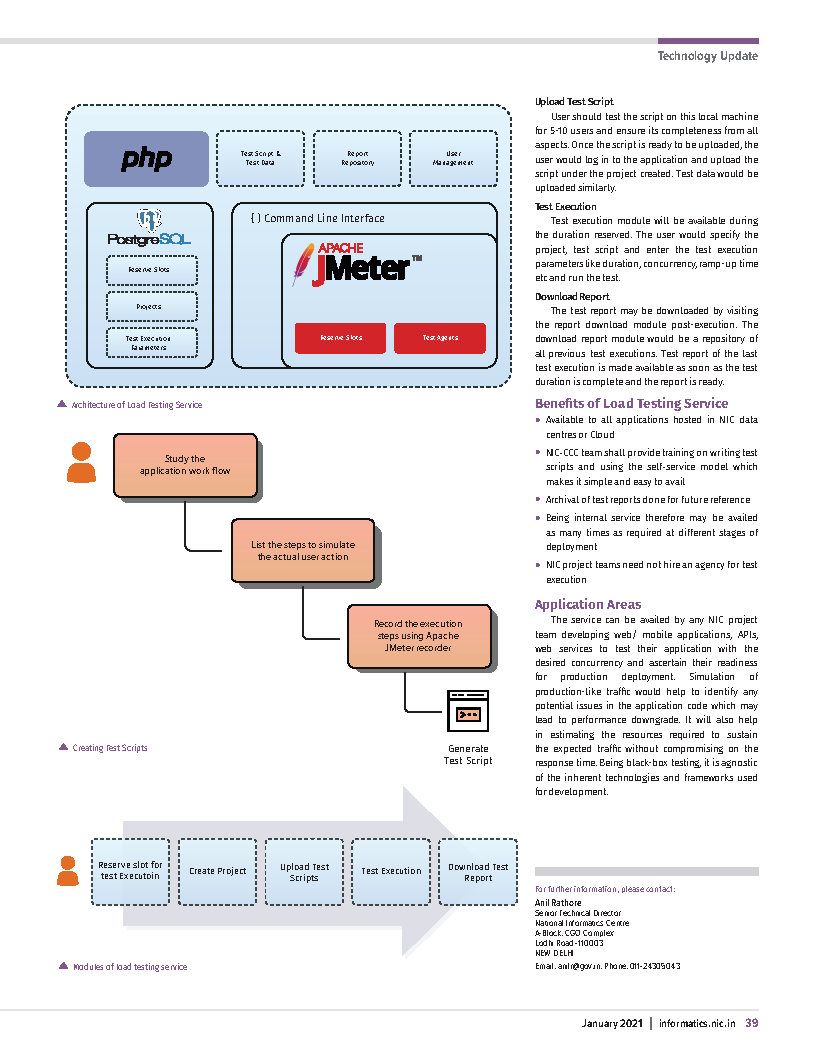 Technology Update
php
Test Script &
Test Data
Report
Repository
User
Management
PostgreSQL
Reserve Slots
Projects
Test Execution
Parameters
{ } Command Line Interface
APACHE
JMeter™
Reserve Slots
Test Agents
Architecture of Load Testing Service
Study the
application work flow
List the steps to simulate
the actual user action
Record the execution
steps using Apache
JMeter recorder
Generate
Test Script
Creating Test Scripts
Reserve slot for
test Executoin
Create Project
Upload Test
Scripts
Test Execution
Download Test
Report
Modules of load testing service
Upload Test Script
User should test the script on this local machine
for 5-10 users and ensure its completeness from all
aspects. Once the script is ready to be uploaded, the
user would log in to the application and upload the
script under the project created. Test data would be
uploaded similarly.
Test Execution
Test execution module will be available during
the duration reserved. The user would specify the
project, test script and enter the test execution
parameters like duration, concurrency, ramp-up time
etc and run the test.
Download Report
The test report may be downloaded by visiting
the report download module post-execution. The
download report module would be a repository of
all previous test executions. Test report of the last
test execution is made available as soon as the test
duration is complete and the report is ready.
Benefits of Load Testing Service
• Available to all applications hosted in NIC data
centres or Cloud
• NIC-CCC team shall provide training on writing test
scripts and using the self-service model which
makes it simple and easy to avail
• Archival of test reports done for future reference
• Being internal service therefore may be availed
as many times as required at different stages of
deployment
• NIC project teams need not hire an agency for test
execution
Application Areas
The service can be availed by any NIC project
team developing web/ mobile applications, APIs,
web services to test their application with the
desired concurrency and ascertain their readiness
for production deployment. Simulation of
production-like traffic would help to identify any
potential issues in the application code which may
lead to performance downgrade. It will also help
in estimating the resources required to sustain
the expected traffic without compromising on the
response time. Being black-box testing, it is agnostic
of the inherent technologies and frameworks used
for development.
For further information, please contact:
Anil Rathore
Senior Technical Director
National Informatics Centre
A-Block, CGO Complex
Lodhi Road-110003
NEW DELHI
Email: anilr@gov.in, Phone: 011-24305043
January 2021 | informatics.nic.in 39